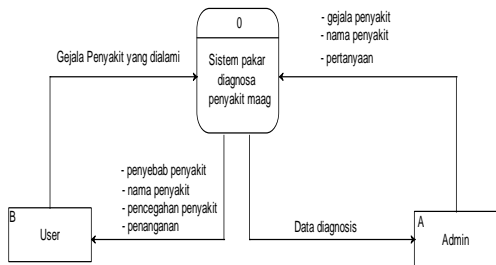 0
Sistem pakar
diagnosa
penyakit maag
Gejala Penyakit yang dialami
- gejala penyakit
- nama penyakit
- pertanyaan
- penyebab penyakit
- nama penyakit
- pencegahan penyakit
- penanganan
Data diagnosis
B
User
A
Admin